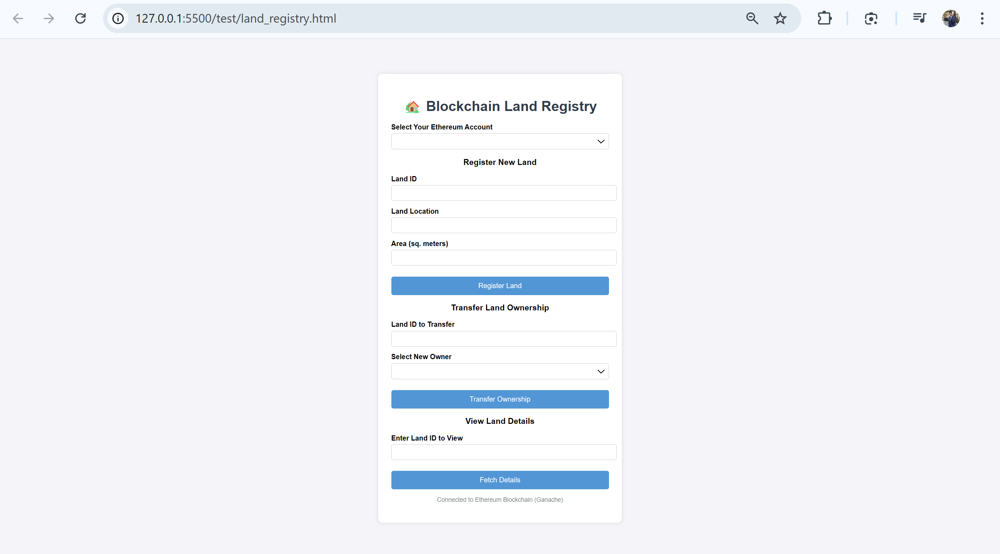 127.0.0.1:5500/test/land_registry.html
Blockchain Land Registry
Select Your Ethereum Account
Register New Land
Land ID
Land Location
Area (sq. meters)
Register Land
Transfer Land Ownership
Land ID to Transfer
Select New Owner
Transfer Ownership
View Land Details
Enter Land ID to View
Fetch Details
Connected to Ethereum Blockchain (Ganache)